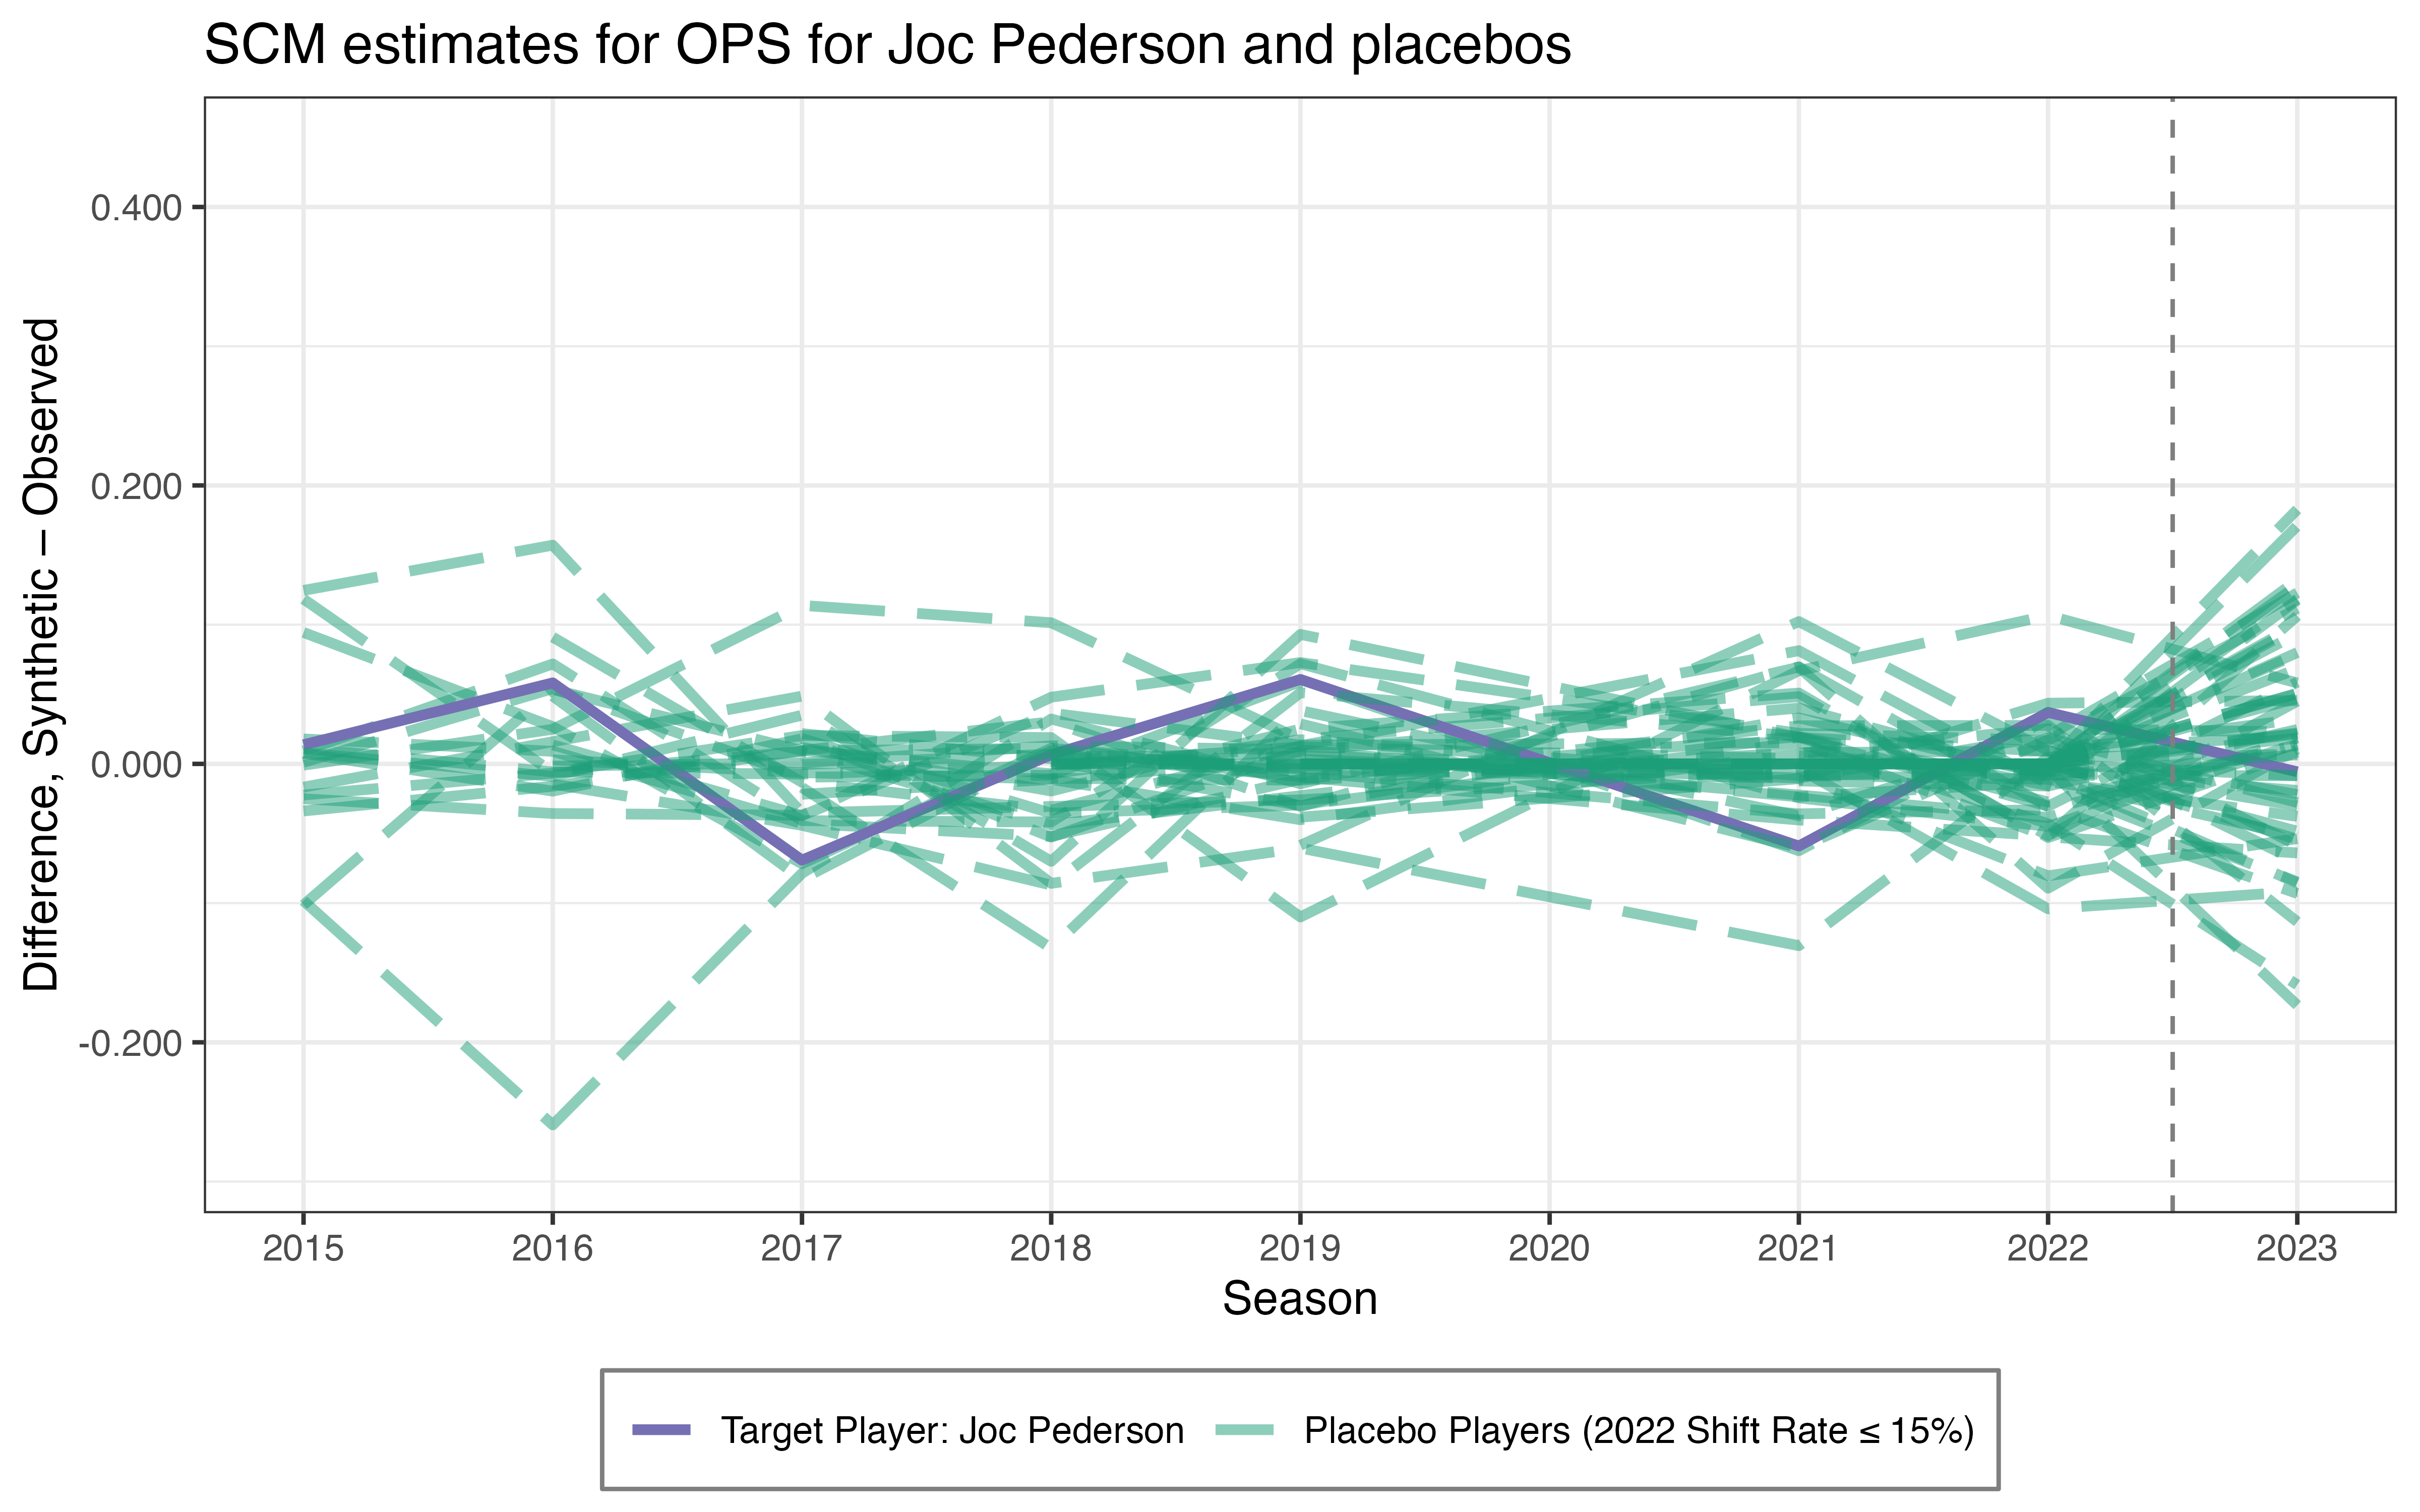 SCM estimates for OPS for Joc Pederson and placebos
Difference, Synthetic – Observed
0.400
0.200
0.000
-0.200
2015 2016 2017 2018 2019 2020 2021 2022 2023
Season
Target Player: Joc Pederson Placebo Players (2022 Shift Rate ≤ 15%)